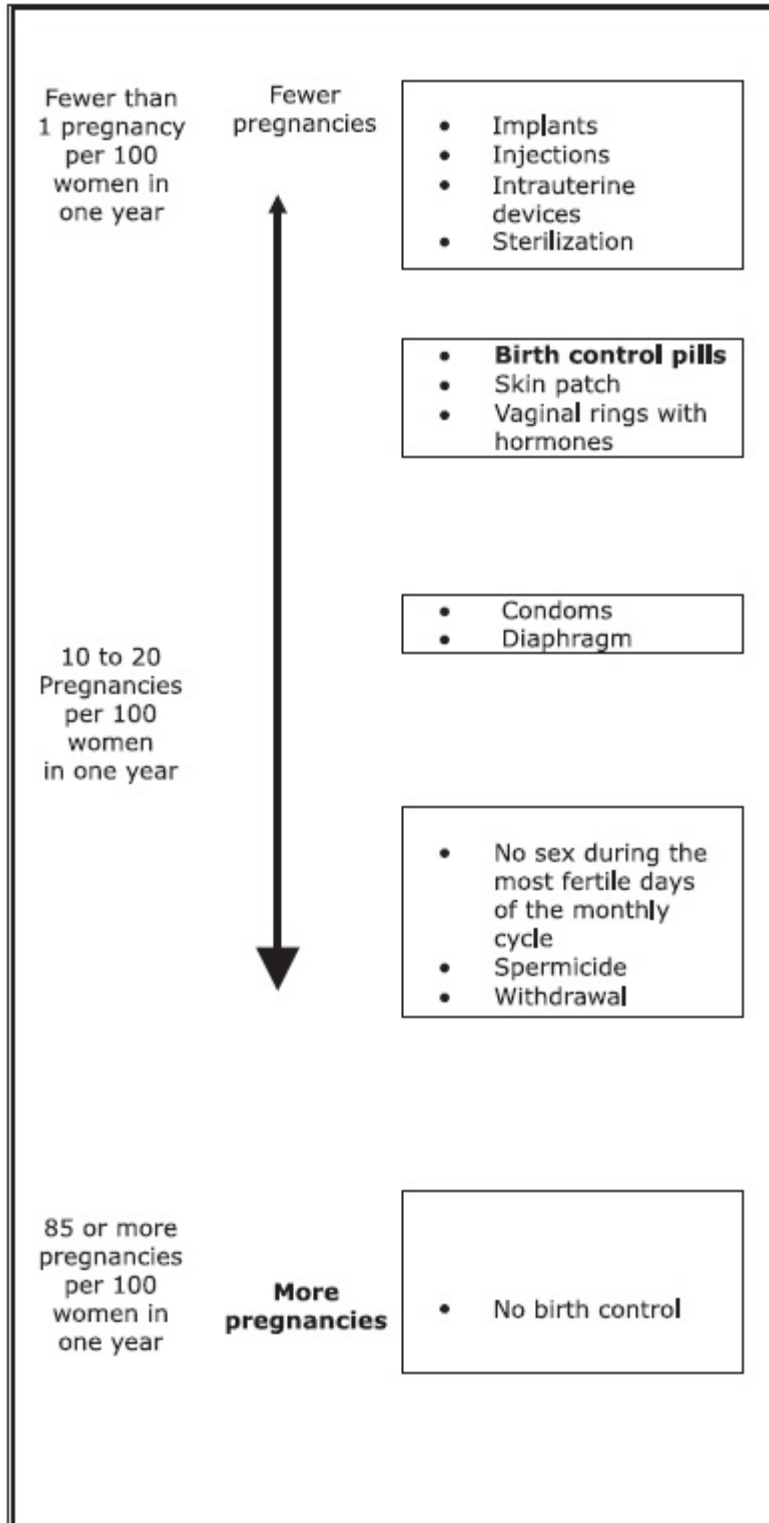 Fewer than
1 pregnancy
per 100
women in
one year
Fewer
pregnancies
• Implants
• Injections
• Intrauterine
devices
• Sterilization
• Birth control pills
• Skin patch
• Vaginal rings with
hormones
• Condoms
• Diaphragm
10 to 20
Pregnancies
per 100
women
in one year
• No sex during the
most fertile days
of the monthly
cycle
• Spermicide
• Withdrawal
85 or more
pregnancies
per 100
women in
one year
More
pregnancies
• No birth control